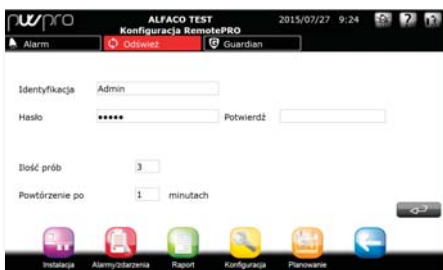 pwpro ALFACO TEST 2015/07/27 9:24
Konfiguracja RemotePRO
Alarm Odśwież Guardian
Identyfikacja Admin
Hasło ***** Potwierdź
Ilość prób 3
Powtórzenie po 1 minutach
Instalacja Alarmy/zdarzenia Raport Konfiguracja Planowanie